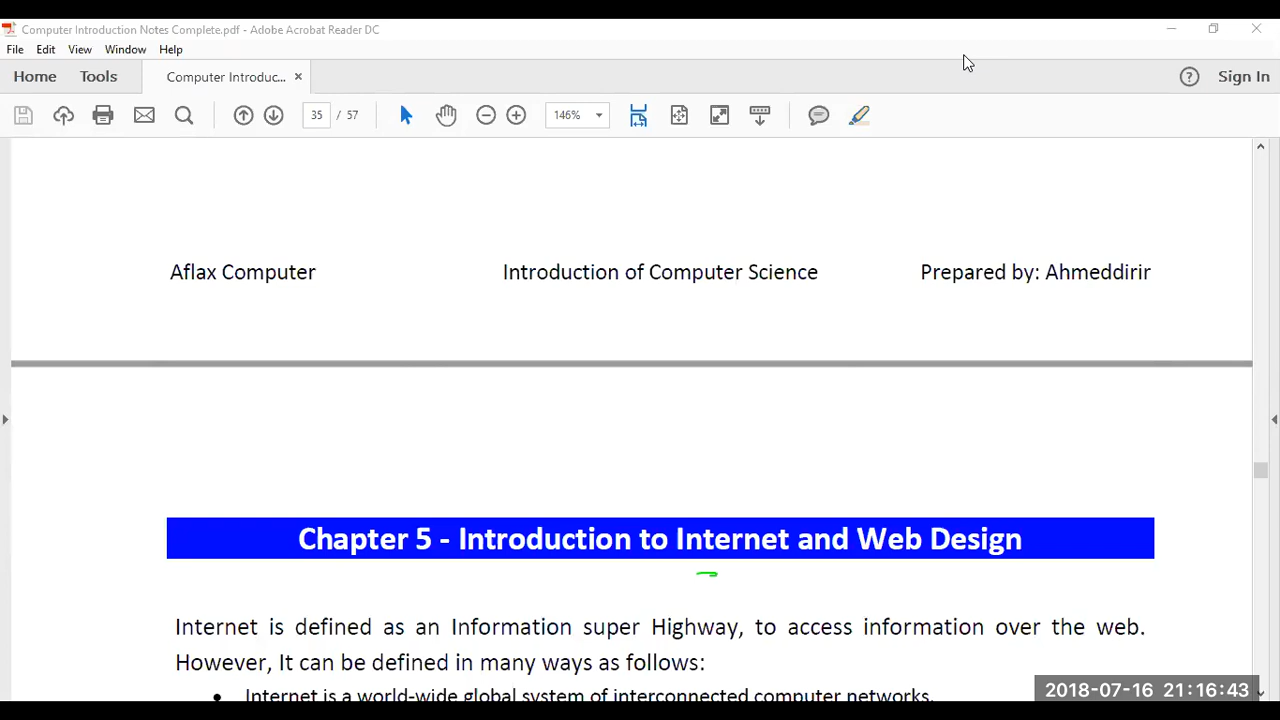 Computer Introduction Notes Complete.pdf - Adobe Acrobat Reader DC
File Edit View Window Help
Home Tools Computer Introduc... × ? Sign In
35 / 57 146%
Aflax Computer Introduction of Computer Science Prepared by: Ahmeddirir
Chapter 5 - Introduction to Internet and Web Design
Internet is defined as an Information super Highway, to access information over the web.
However, It can be defined in many ways as follows:
• Internet is a world-wide global system of interconnected computer networks.
2018-07-16 21:16:43